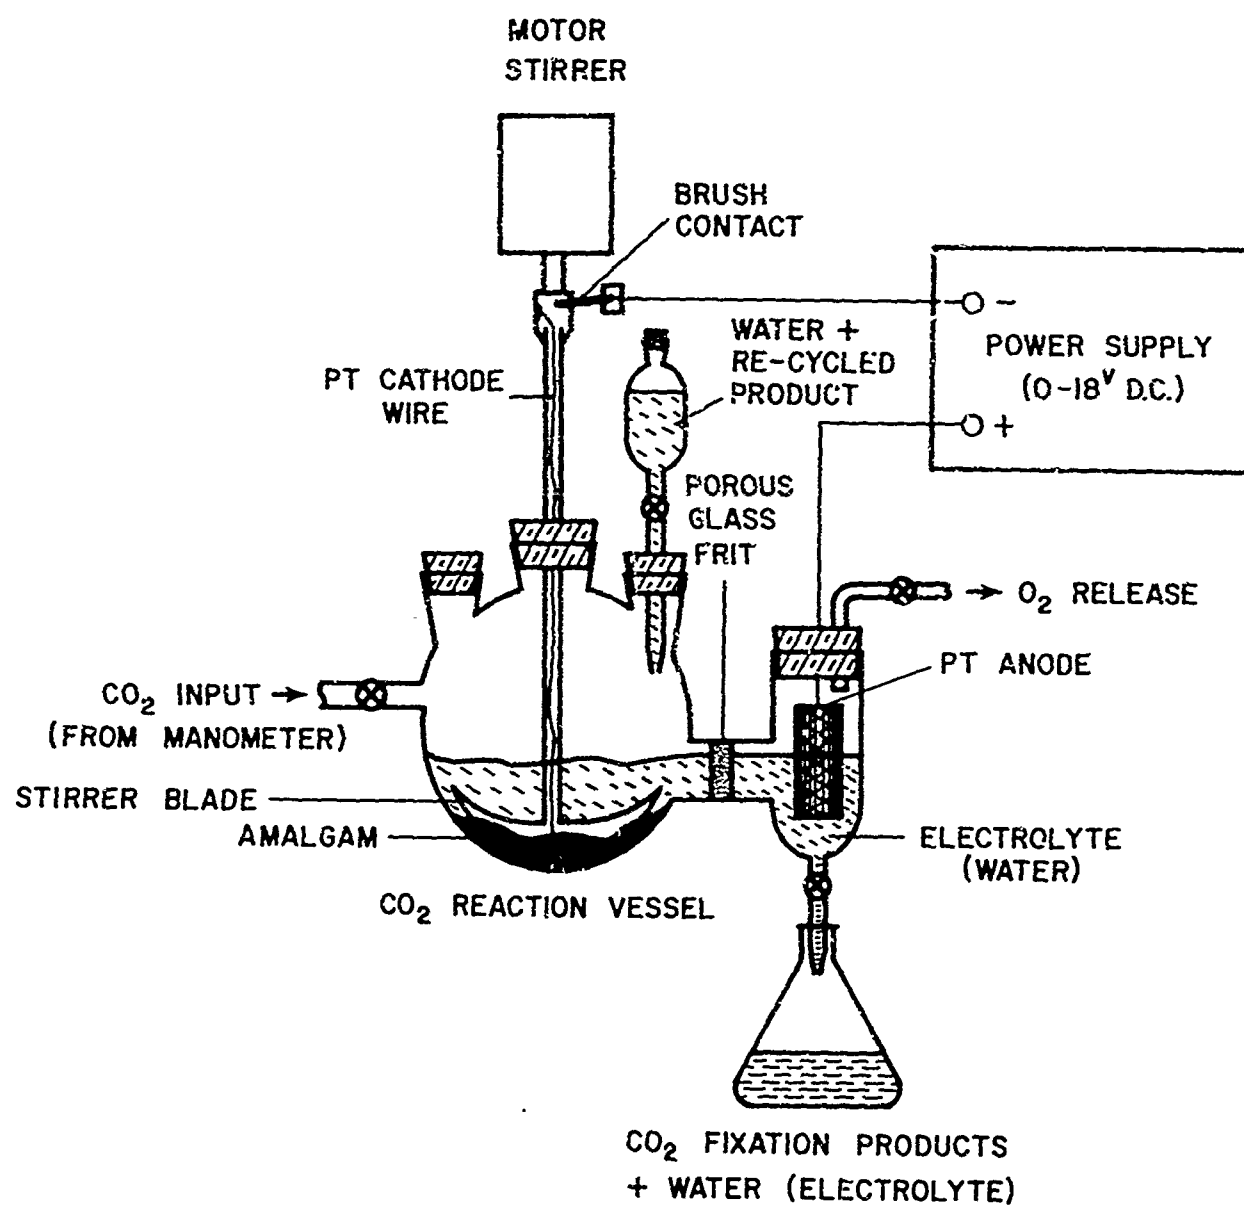 MOTOR
STIRRER
BRUSH
CONTACT
−
POWER SUPPLY
(0-18ⱽ D.C.)
+
WATER +
RE-CYCLED
PRODUCT
PT CATHODE
WIRE
POROUS
GLASS
FRIT
O₂ RELEASE
PT ANODE
CO₂ INPUT
(FROM MANOMETER)
STIRRER BLADE
AMALGAM
ELECTROLYTE
(WATER)
CO₂ REACTION VESSEL
CO₂ FIXATION PRODUCTS
+ WATER (ELECTROLYTE)